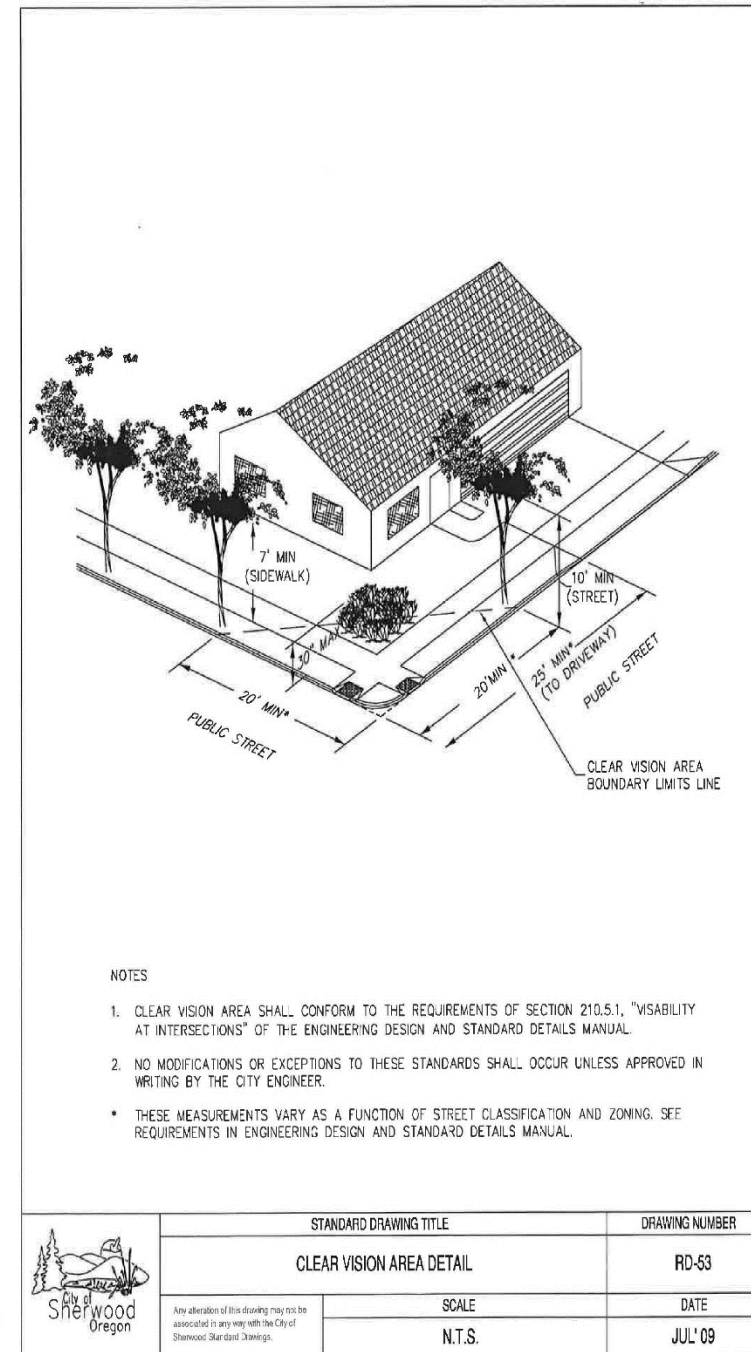 7' MIN
(SIDEWALK)
30" MAX
20' MIN*
PUBLIC STREET
10' MIN
(STREET)
20' MIN *
25' MIN*
(TO DRIVEWAY)
PUBLIC STREET
CLEAR VISION AREA
BOUNDARY LIMITS LINE
NOTES
1. CLEAR VISION AREA SHALL CONFORM TO THE REQUIREMENTS OF SECTION 210.5.1, "VISABILITY
AT INTERSECTIONS" OF THE ENGINEERING DESIGN AND STANDARD DETAILS MANUAL.
2. NO MODIFICATIONS OR EXCEPTIONS TO THESE STANDARDS SHALL OCCUR UNLESS APPROVED IN
WRITING BY THE CITY ENGINEER.
* THESE MEASUREMENTS VARY AS A FUNCTION OF STREET CLASSIFICATION AND ZONING. SEE
REQUIREMENTS IN ENGINEERING DESIGN AND STANDARD DETAILS MANUAL.
City of
Sherwood
Oregon
STANDARD DRAWING TITLE
CLEAR VISION AREA DETAIL
DRAWING NUMBER
RD-53
Any alteration of this drawing may not be
associated in any way with the City of
Sherwood Standard Drawings.
SCALE
N.T.S.
DATE
JUL' 09